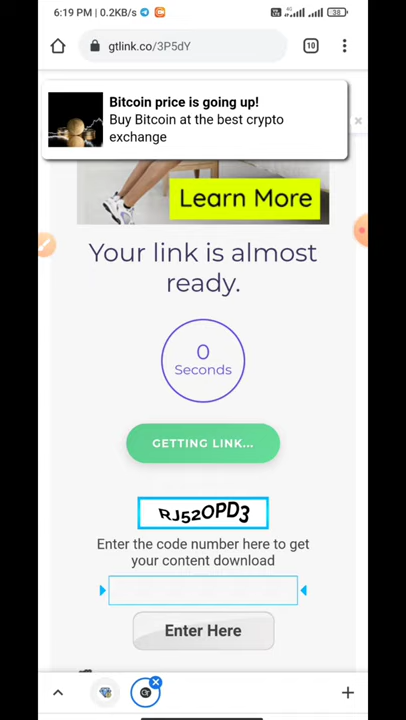 6:19 PM | 0.2KB/s
4G
38
gtlink.co/3P5dY
10
Bitcoin price is going up!
Buy Bitcoin at the best crypto
exchange
Learn More
Your link is almost
ready.
0
Seconds
GETTING LINK...
RJ52OPD3
Enter the code number here to get
your content download
Enter Here